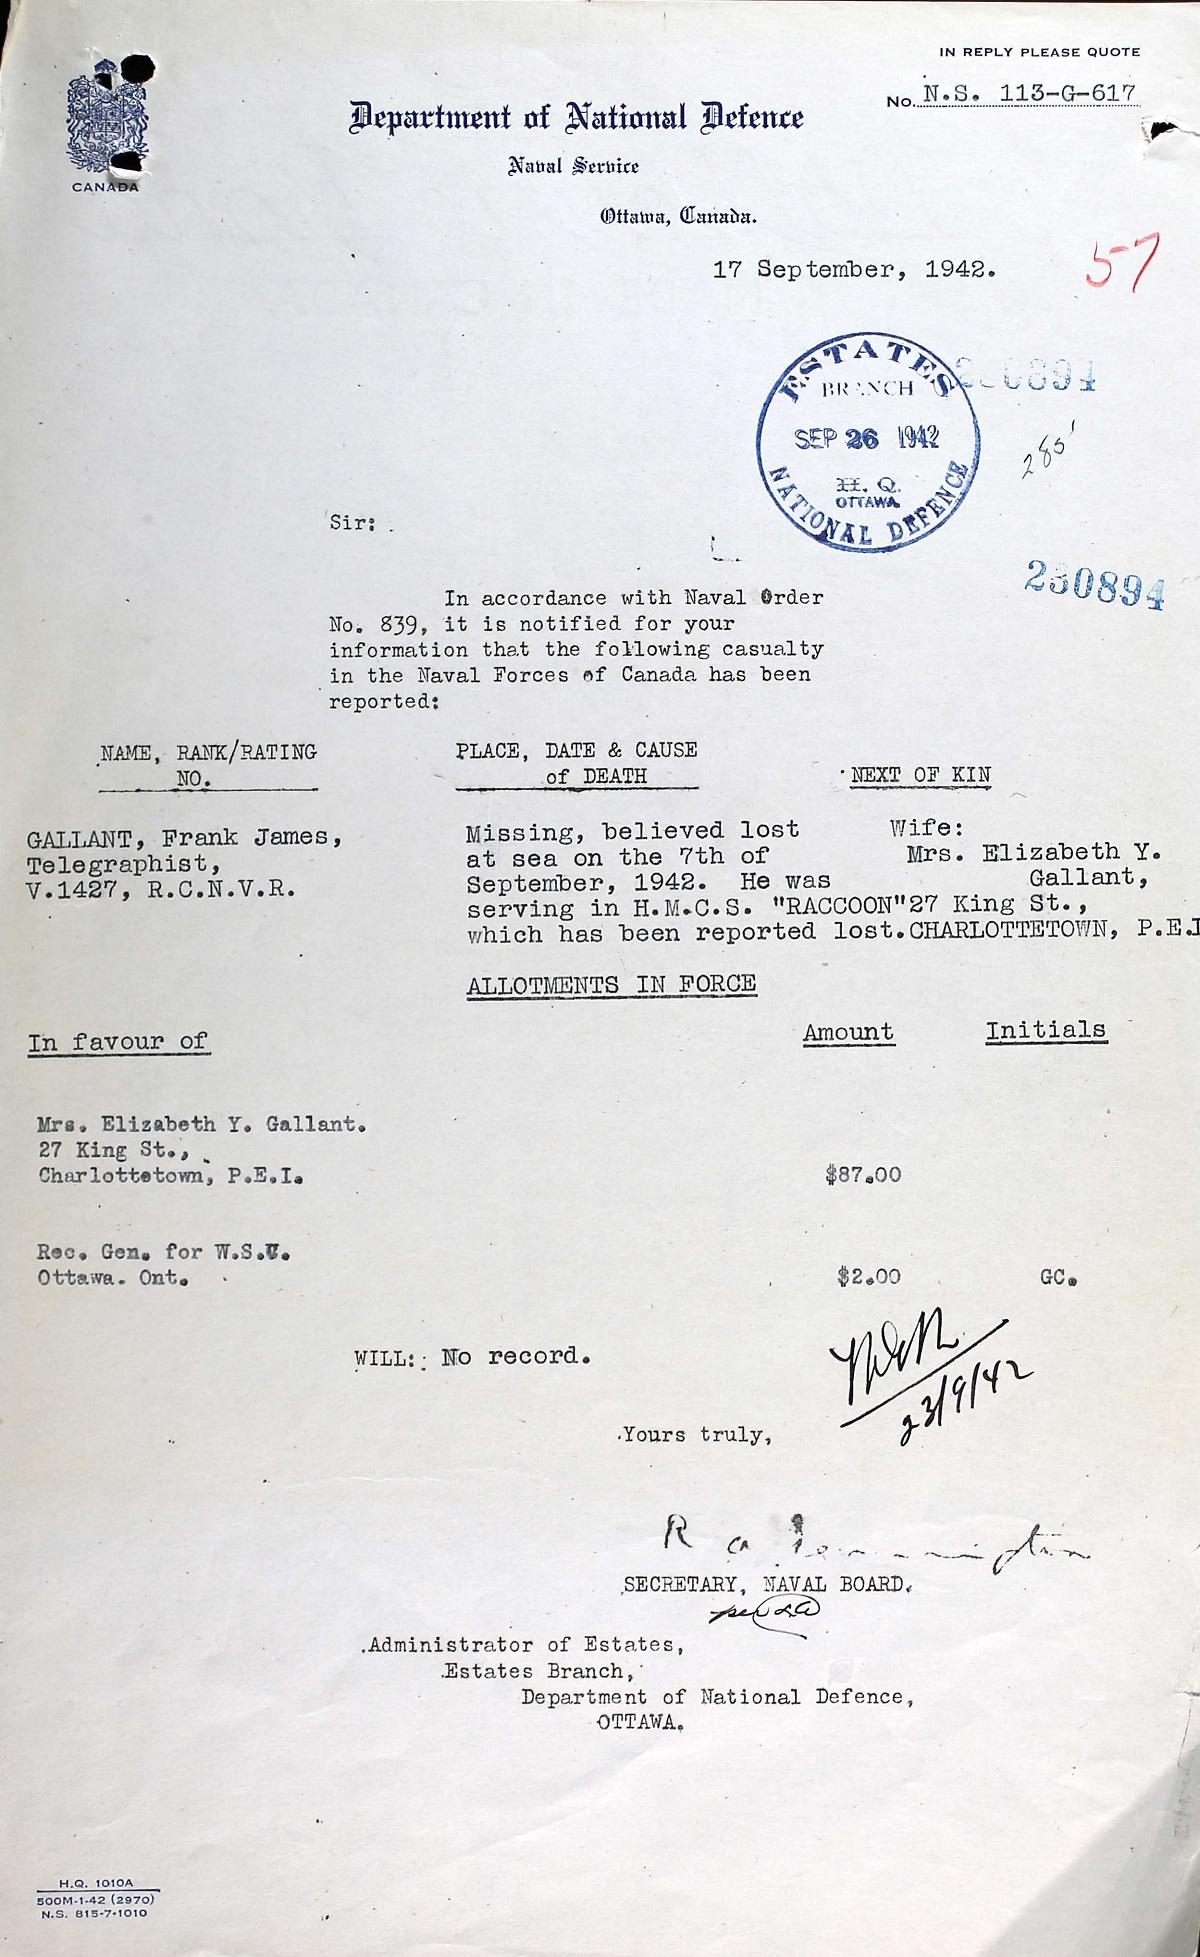 IN REPLY PLEASE QUOTE
No. N.S. 113-G-617
CANADA
Department of National Defence
Naval Service
Ottawa, Canada.
17 September, 1942.
57
ESTATES
BRANCH
SEP 26 1942
H. Q.
OTTAWA
NATIONAL DEFENCE
230894
280'
Sir:
230894
In accordance with Naval Order
No. 839, it is notified for your
information that the following casualty
in the Naval Forces of Canada has been
reported:
NAME, RANK/RATING PLACE, DATE & CAUSE
NO. of DEATH NEXT OF KIN
GALLANT, Frank James, Missing, believed lost Wife:
Telegraphist, at sea on the 7th of Mrs. Elizabeth Y.
V.1427, R.C.N.V.R. September, 1942. He was Gallant,
serving in H.M.C.S. "RACCOON" 27 King St.,
which has been reported lost. CHARLOTTETOWN, P.E.I
ALLOTMENTS IN FORCE
In favour of Amount Initials
Mrs. Elizabeth Y. Gallant.
27 King St.,
Charlottetown, P.E.I. $87.00
Rec. Gen. for W.S.
Ottawa. Ont. $2.00 GC.
WILL: No record.
23/9/42
Yours truly,
SECRETARY, NAVAL BOARD.
Administrator of Estates,
Estates Branch,
Department of National Defence,
OTTAWA.
H.Q. 1010A
500M-1-42 (2970)
N.S. 815-7-1010